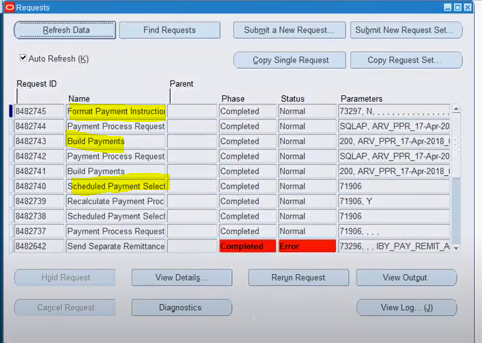 Requests
Refresh Data
Find Requests
Submit a New Request...
Submit New Request Set...
Auto Refresh (K)
Copy Single Request
Copy Request Set...
Request ID
Parent
Name
Phase
Status
Parameters
8482745 Format Payment Instruction Completed Normal 73297, N, , , , , , , , , , , , , ,
8482744 Payment Process Request Completed Normal SQLAP, ARV_PPR_17-Apr-20
8482743 Build Payments Completed Normal 200, ARV_PPR_17-Apr-2018_0
8482742 Payment Process Request Completed Normal SQLAP, ARV_PPR_17-Apr-20
8482741 Build Payments Completed Normal 200, ARV_PPR_17-Apr-2018_0
8482740 Scheduled Payment Select Completed Normal 71906
8482739 Recalculate Payment Proc Completed Normal 71906, Y
8482738 Scheduled Payment Select Completed Normal 71906
8482737 Payment Process Request Completed Normal 71906, , , ,
8482642 Send Separate Remittance Completed Error 73296, , , IBY_PAY_REMIT_A
Hold Request
View Details...
Rerun Request
View Output
Cancel Request
Diagnostics
View Log... (J)